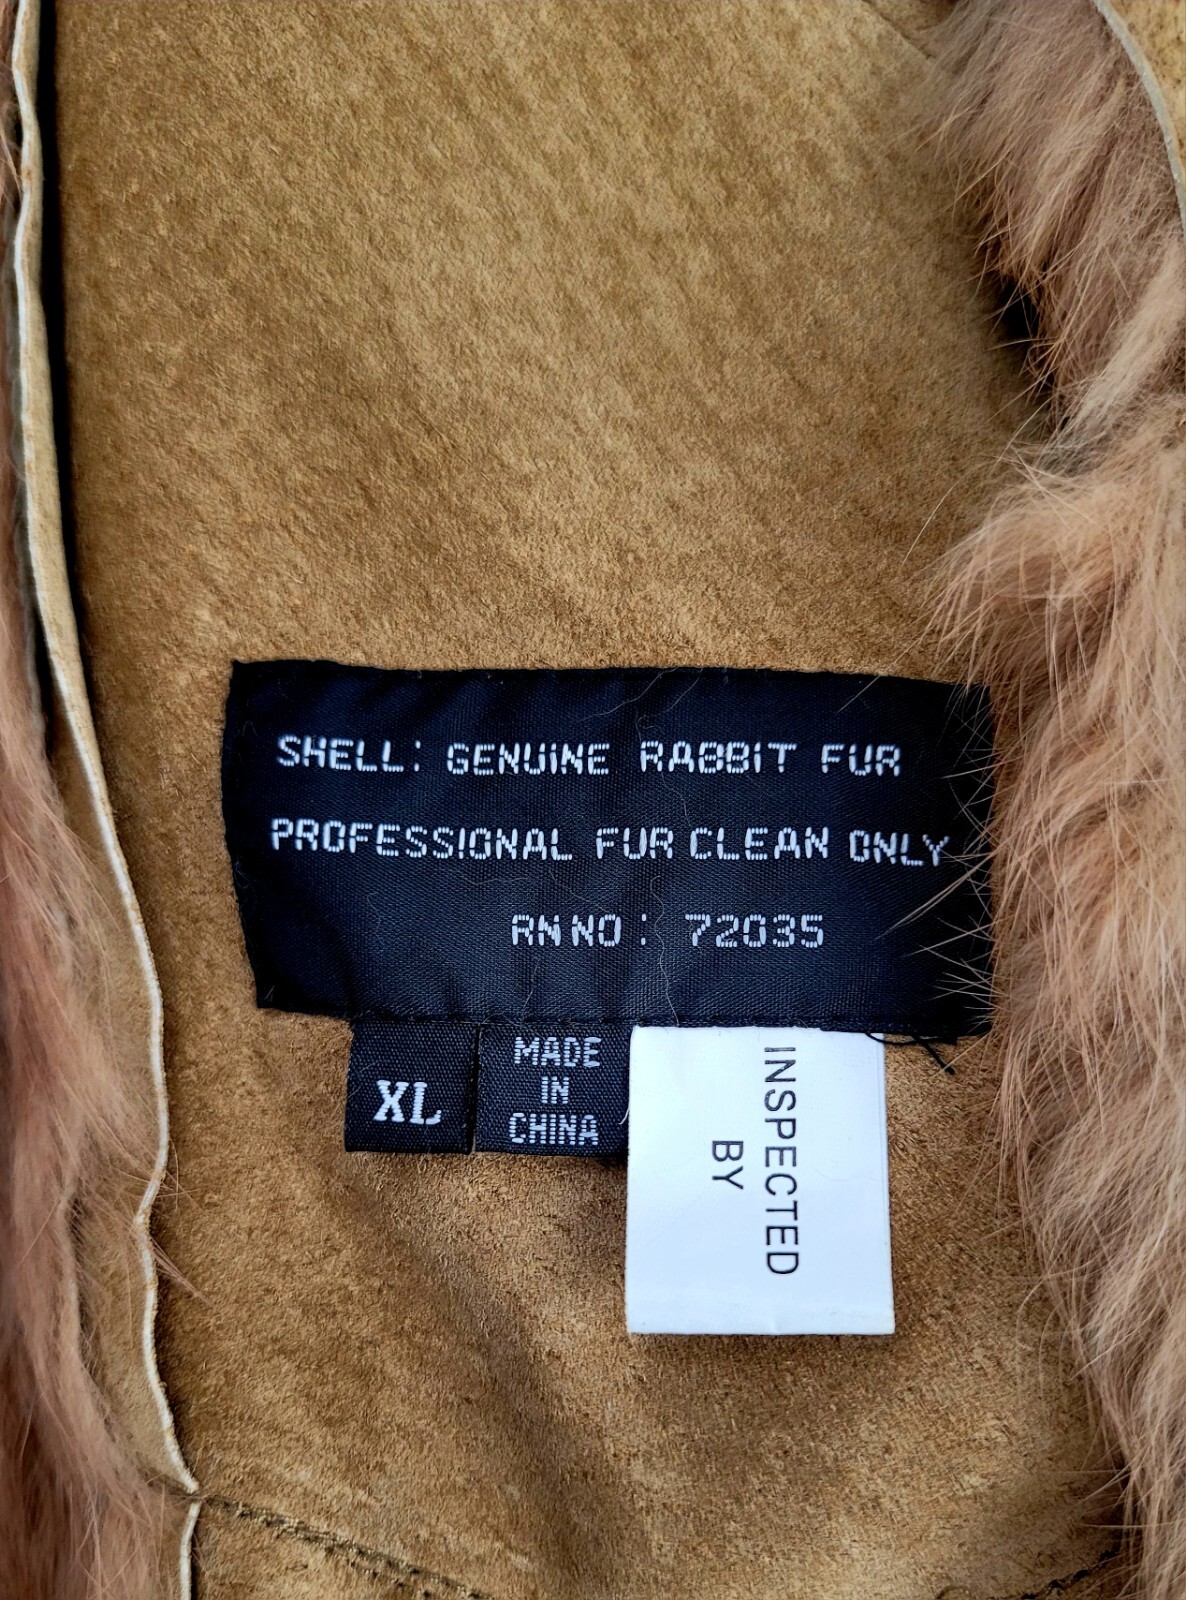 SHELL: GENUINE RABBIT FUR
PROFESSIONAL FUR CLEAN ONLY
RN NO: 72035
XL
MADE
IN
CHINA
INSPECTED
BY